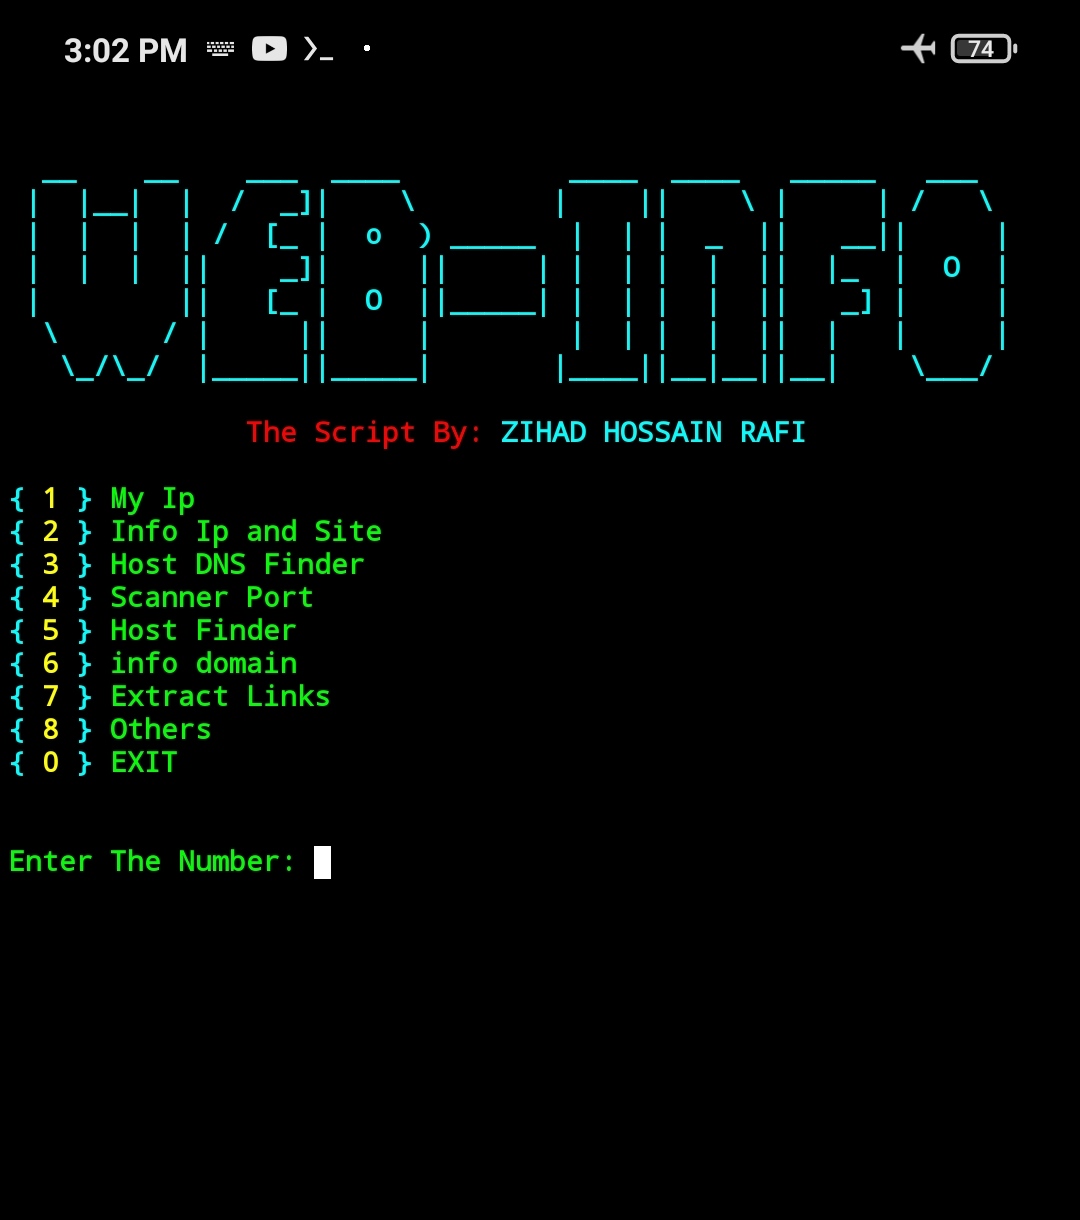 3:02 PM 74
WEB-INFO
The Script By: ZIHAD HOSSAIN RAFI
{ 1 } My Ip
{ 2 } Info Ip and Site
{ 3 } Host DNS Finder
{ 4 } Scanner Port
{ 5 } Host Finder
{ 6 } info domain
{ 7 } Extract Links
{ 8 } Others
{ 0 } EXIT
Enter The Number: